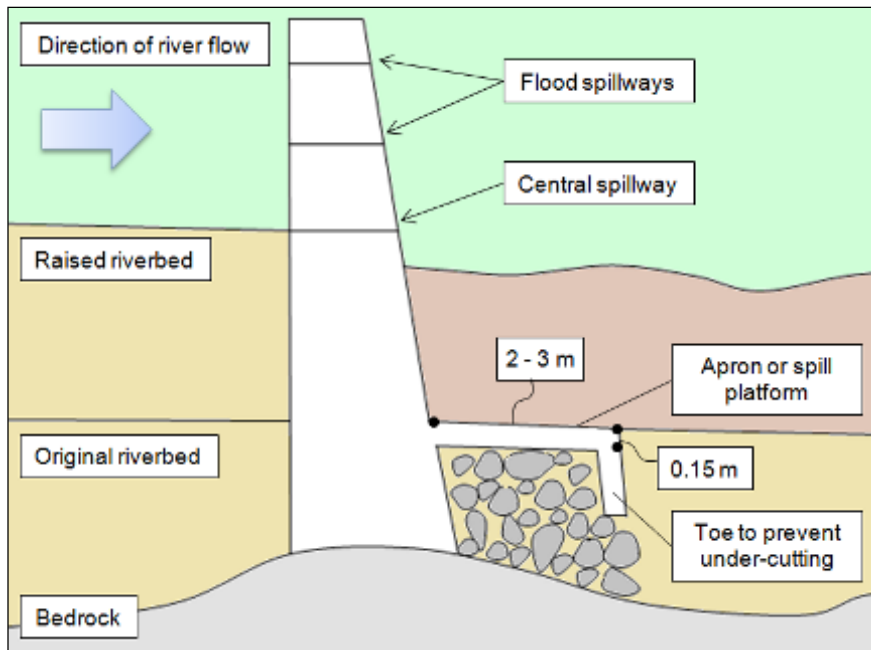 Direction of river flow
Flood spillways
Central spillway
Raised riverbed
2 - 3 m
Apron or spill
platform
Original riverbed
0.15 m
Toe to prevent
under-cutting
Bedrock